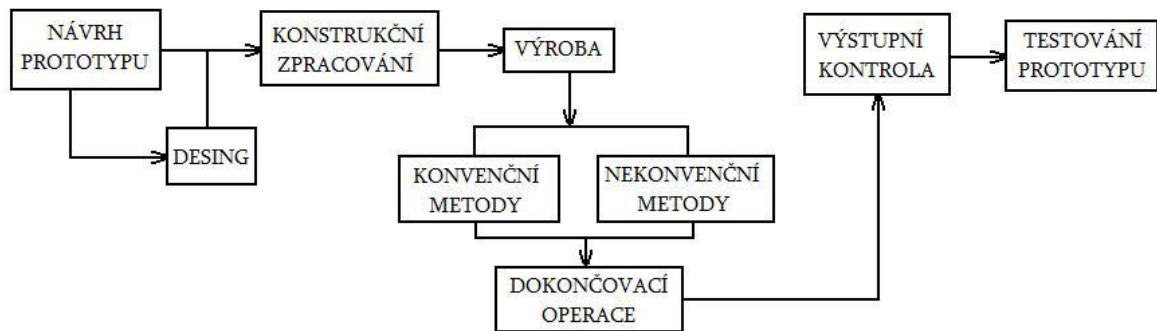 NÁVRH
PROTOTYPU
DESING
KONSTRUKČNÍ
ZPRACOVÁNÍ
VÝROBA
KONVENČNÍ
METODY
NEKONVENČNÍ
METODY
DOKONČOVACÍ
OPERACE
VÝSTUPNÍ
KONTROLA
TESTOVÁNÍ
PROTOTYPU